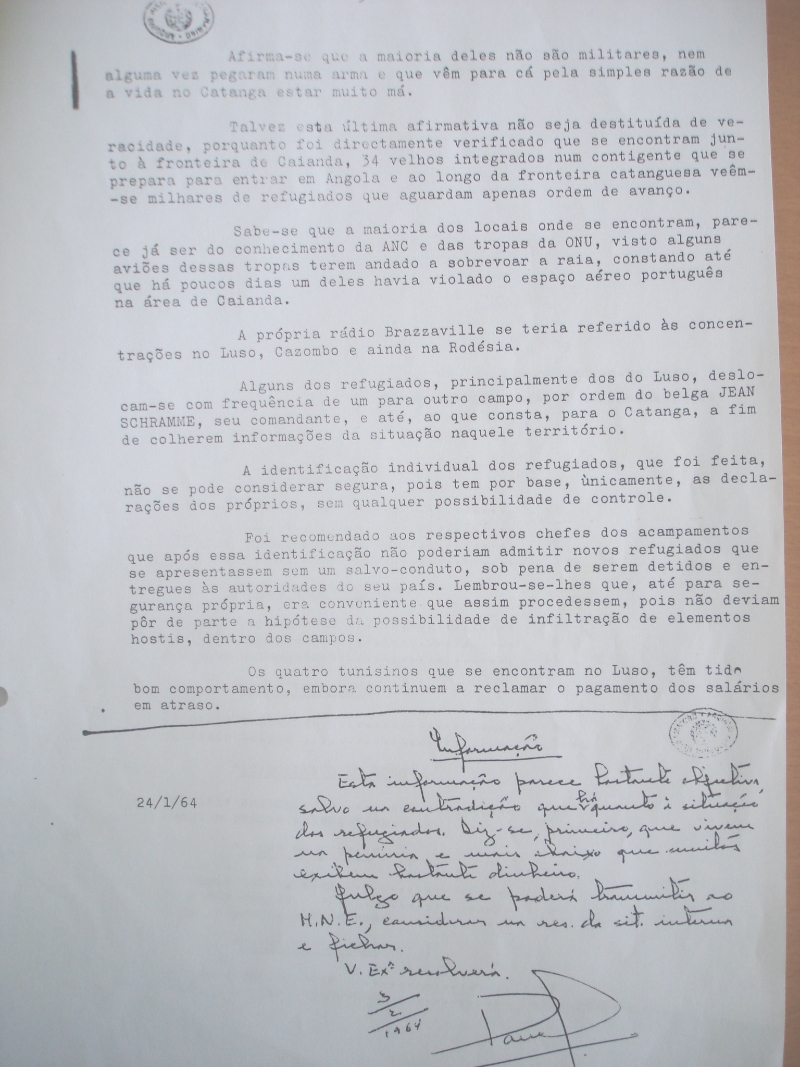 Afirma-se que a maioria deles não são militares, nem
alguma vez pegaram numa arma e que vêm para cá pela simples razão de
a vida no Catanga estar muito má.
Talvez esta última afirmativa não seja destituída de ve-
racidade, porquanto foi directamente verificado que se encontram jun-
to à fronteira de Caianda, 34 velhos integrados num contigente que se
prepara para entrar em Angola e ao longo da fronteira catanguesa veêm-
-se milhares de refugiados que aguardam apenas ordem de avanço.
Sabe-se que a maioria dos locais onde se encontram, pare-
ce já ser do conhecimento da ANC e das tropas da ONU, visto alguns
aviões dessas tropas terem andado a sobrevoar a raia, constando até
que há poucos dias um deles havia violado o espaço aéreo português
na área de Caianda.
A própria rádio Brazzaville se teria referido às concen-
trações no Luso, Cazombo e ainda na Rodésia.
Alguns dos refugiados, principalmente dos do Luso, deslo-
cam-se com frequência de um para outro campo, por ordem do belga JEAN
SCHRAMME, seu comandante, e até, ao que consta, para o Catanga, a fim
de colherem informações da situação naquele território.
A identificação individual dos refugiados, que foi feita,
não se pode considerar segura, pois tem por base, ùnicamente, as decla-
rações dos próprios, sem qualquer possibilidade de controle.
Foi recomendado aos respectivos chefes dos acampamentos
que após essa identificação não poderiam admitir novos refugiados que
se apresentassem sem um salvo-conduto, sob pena de serem detidos e en-
tregues às autoridades do seu país. Lembrou-se-lhes que, até para se-
gurança própria, era conveniente que assim procedessem, pois não deviam
pôr de parte a hipótese da possibilidade de infiltração de elementos
hostis, dentro dos campos.
Os quatro tunisinos que se encontram no Luso, têm tido
bom comportamento, embora continuem a reclamar o pagamento dos salários
em atraso.
Informação
24/1/64
Esta informação parece bastante objectiva,
salvo na contradição que há quanto à situação
dos refugiados. Diz-se, primeiro, que vivem
na penúria e mais abaixo que muitos
exibem bastante dinheiro.
Julgo que se poderá transmitir ao
M.N.E., considerar na res. da sit. interna
e fichar.
V. Exª resolverá.
3/2/1964